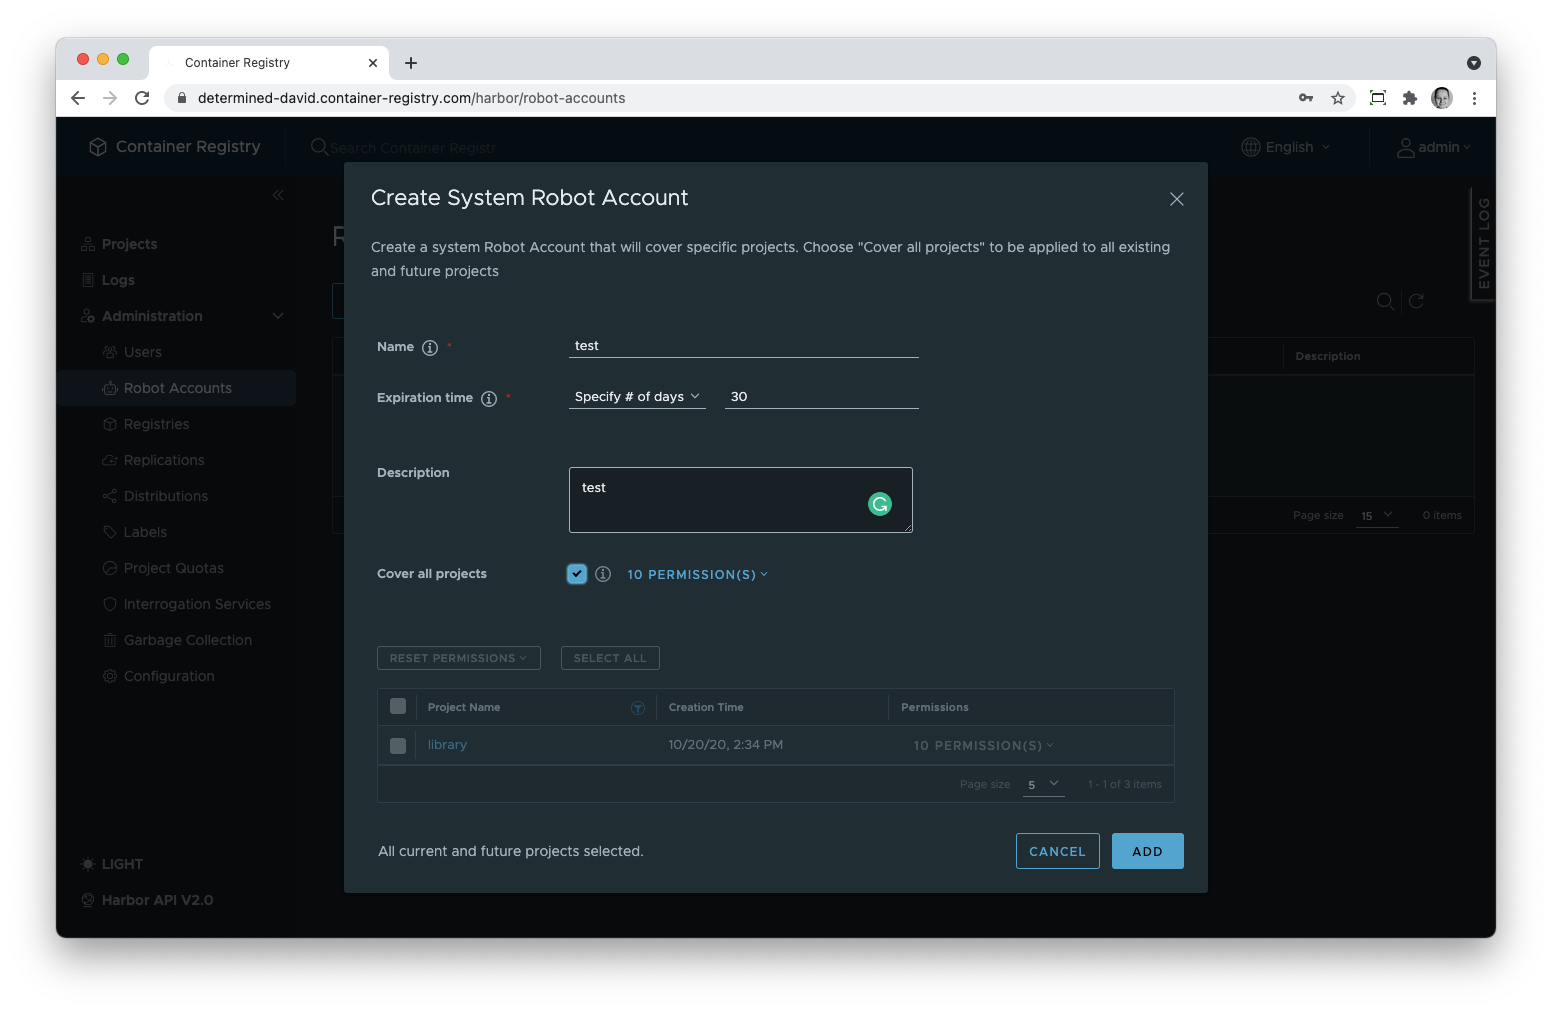 Container Registry
determined-david.container-registry.com/harbor/robot-accounts
Container Registry
Search Container Registr
English
admin
Projects
Logs
Administration
Users
Robot Accounts
Registries
Replications
Distributions
Labels
Project Quotas
Interrogation Services
Garbage Collection
Configuration
LIGHT
Harbor API V2.0
R
Create System Robot Account
Create a system Robot Account that will cover specific projects. Choose "Cover all projects" to be applied to all existing
and future projects
Name *
test
Expiration time *
Specify # of days
30
Description
test
Cover all projects
10 PERMISSION(S)
RESET PERMISSIONS
SELECT ALL
Project Name
Creation Time
Permissions
library
10/20/20, 2:34 PM
10 PERMISSION(S)
Page size
5
1 - 1 of 3 items
All current and future projects selected.
CANCEL
ADD
EVENT LOG
Description
Page size
15
0 items